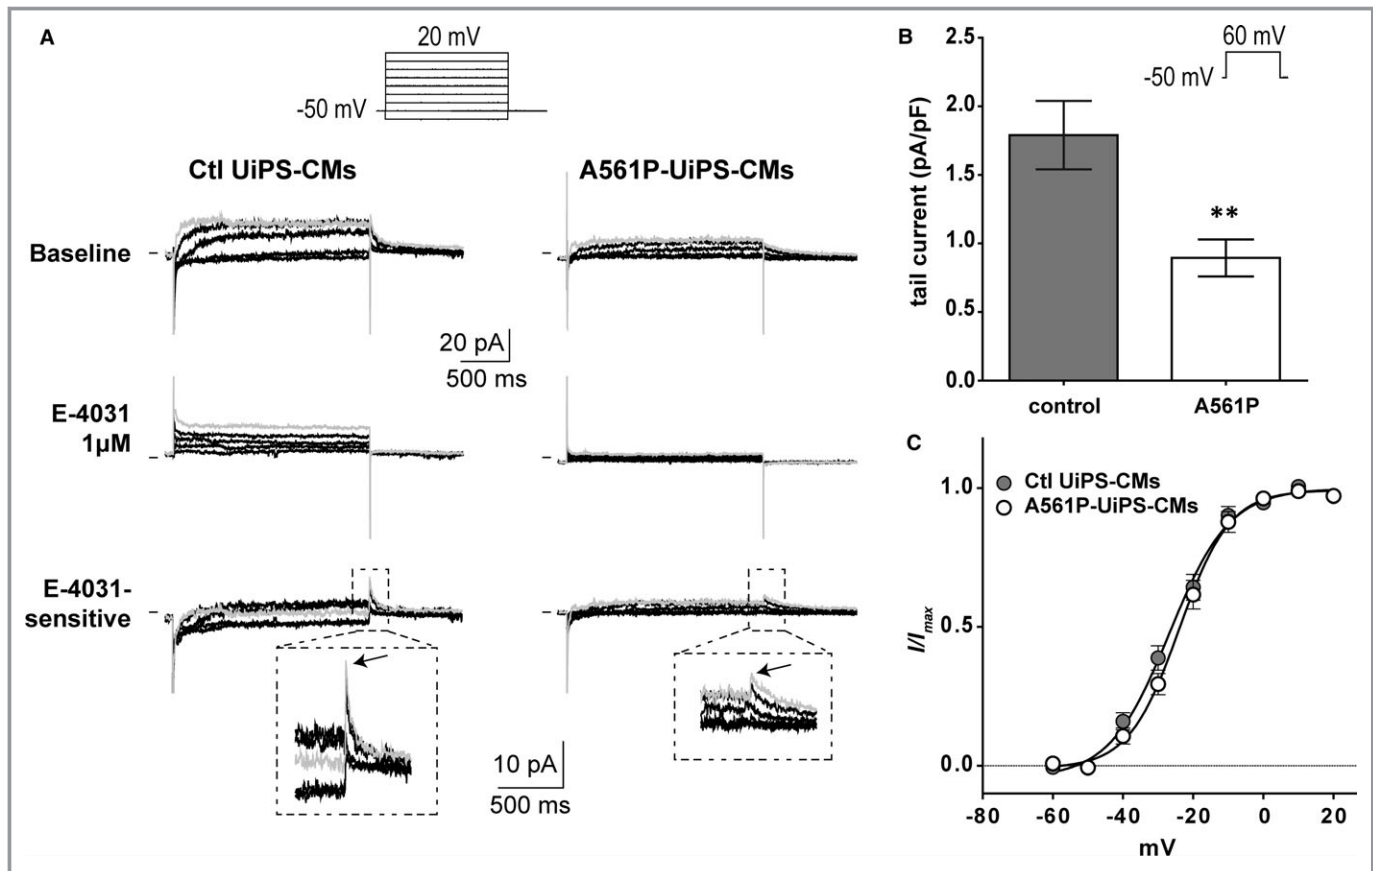 A
20 mV
-50 mV
Ctl UiPS-CMs
A561P-UiPS-CMs
Baseline
20 pA
500 ms
E-4031
1µM
E-4031-
sensitive
10 pA
500 ms
B
2.5
2.0
1.5
1.0
0.5
0.0
tail current (pA/pF)
60 mV
-50 mV
**
control
A561P
C
Ctl UiPS-CMs
A561P-UiPS-CMs
1.0
0.5
0.0
I/Imax
-80
-60
-40
-20
0
20
mV